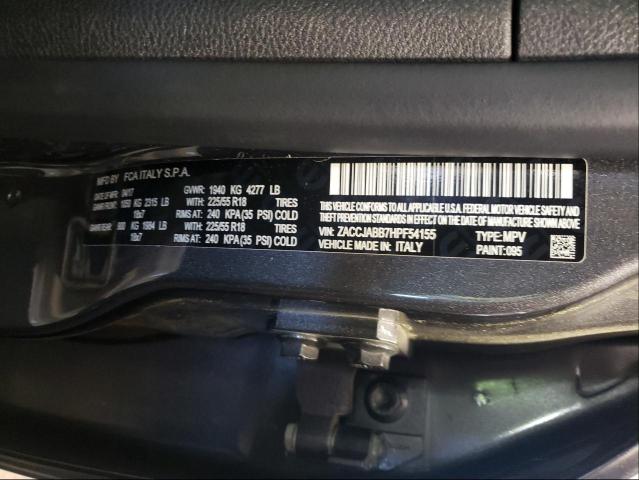 MFD BY FCA ITALY S.P.A.
DATE OF MFR 04/17 GVWR: 1940 KG 4277 LB
GAWR FRONT: 1050 KG 2315 LB WITH 225/55 R18 TIRES
18x7 RIMS AT: 240 KPA (35 PSI) COLD
GAWR REAR: 900 KG 1984 LB WITH 225/55 R18 TIRES
18x7 RIMS AT: 240 KPA (35 PSI) COLD
THIS VEHICLE CONFORMS TO ALL APPLICABLE U.S.A. FEDERAL MOTOR VEHICLE SAFETY AND
THEFT PREVENTION STANDARDS IN EFFECT ON THE DATE OF MANUFACTURE SHOWN ABOVE.
VIN: ZACCJABB7HPF54155 TYPE: MPV
VEHICLE MADE IN: ITALY PAINT: 095